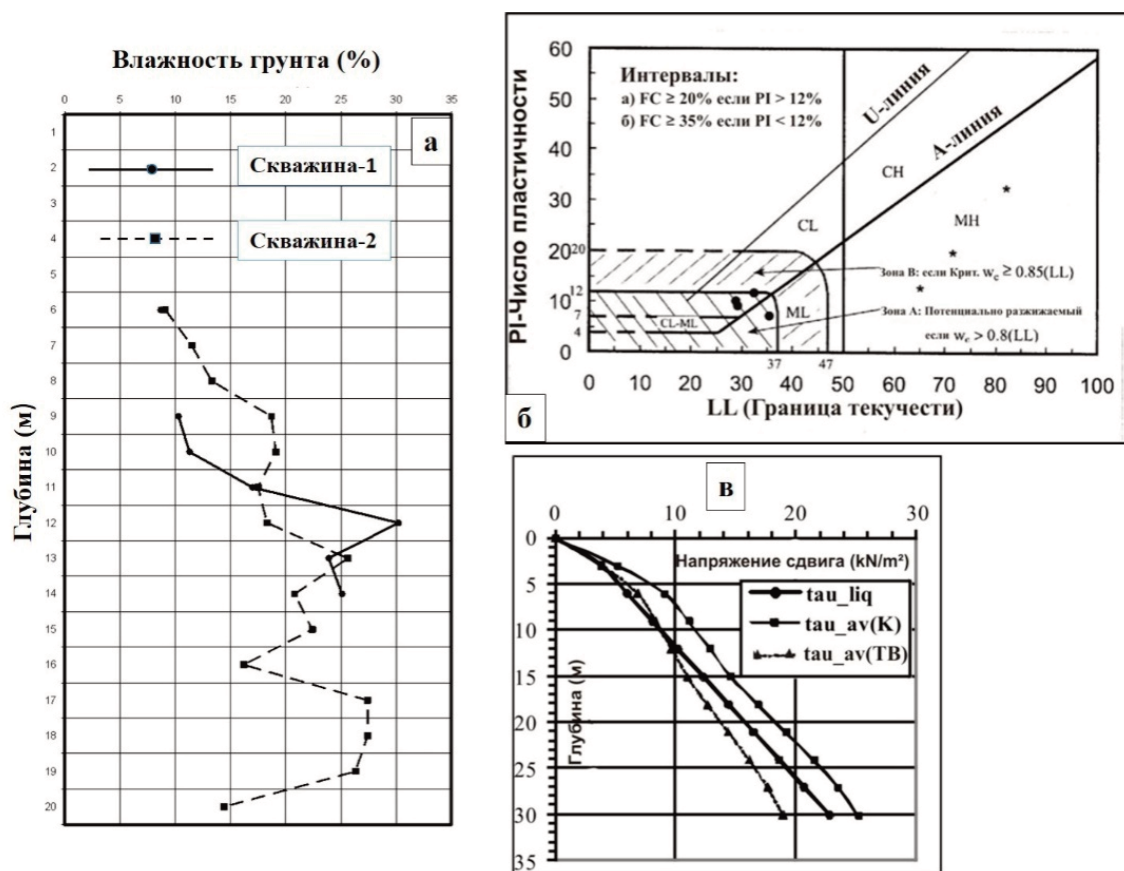 Влажность грунта (%)
0 5 10 15 20 25 30 35
а
1
2
3
4
5
6
7
8
9
10
11
12
13
14
15
16
17
18
19
20
Скважина-1
Скважина-2
Глубина (м)
PI-Число пластичности
60
50
40
30
20
10
0
20
12
7
4
Интервалы:
а) FC ≥ 20% если PI > 12%
б) FC ≥ 35% если PI < 12%
U-линия
А-линия
CH
CL
MH
ML
CL-ML
Зона В: если Крит. wc ≥ 0.85(LL)
Зона А: Потенциально разжижаемый
если wc > 0.8(LL)
37 47
0 10 20 30 40 50 60 70 80 90 100
LL (Граница текучести)
б
в
0 10 20 30
Напряжение сдвига (kN/m²)
0
5
10
15
20
25
30
35
tau_liq
tau_av(K)
tau_av(TB)
Глубина (м)